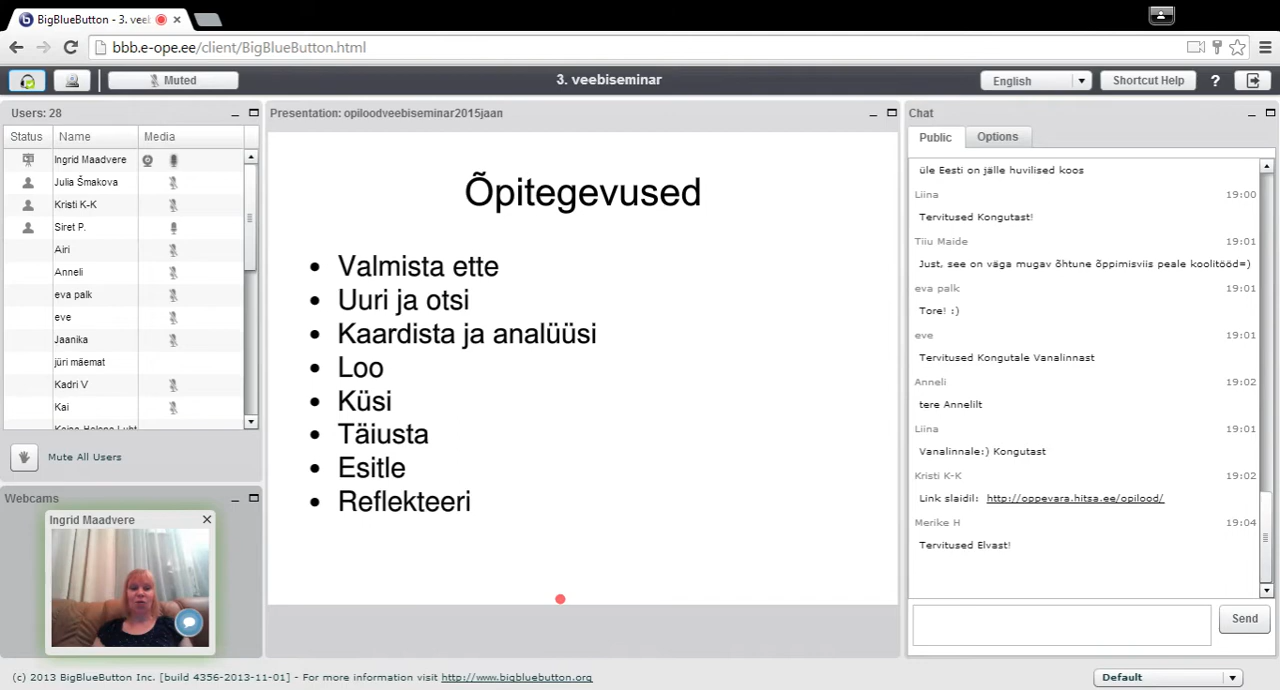 BigBlueButton - 3. veeb
bbb.e-ope.ee/client/BigBlueButton.html
Muted
3. veebiseminar
English
Shortcut Help
?
Users: 28
Status Name Media
Ingrid Maadvere
Julia Šmakova
Kristi K-K
Siret P.
Airi
Anneli
eva palk
eve
Jaanika
jüri mäemat
Kadri V
Kai
Mute All Users
Webcams
Ingrid Maadvere
Presentation: opiloodveebiseminar2015jaan
Õpitegevused
• Valmista ette
• Uuri ja otsi
• Kaardista ja analüüsi
• Loo
• Küsi
• Täiusta
• Esitle
• Reflekteeri
Chat
Public Options
üle Eesti on jälle huvilised koos
Liina 19:00
Tervitused Kongutast!
Tiiu Maide 19:01
Just, see on väga mugav õhtune õppimisviis peale koolitööd=)
eva palk 19:01
Tore! :)
eve 19:01
Tervitused Kongutale Vanalinnast
Anneli 19:02
tere Annelilt
Liina 19:01
Vanalinnale:) Kongutast
Kristi K-K 19:02
Link slaidil: http://oppevara.hitsa.ee/opilood/
Merike H 19:04
Tervitused Elvast!
Send
(c) 2013 BigBlueButton Inc. [build 4356-2013-11-01] - For more information visit http://www.bigbluebutton.org
Default